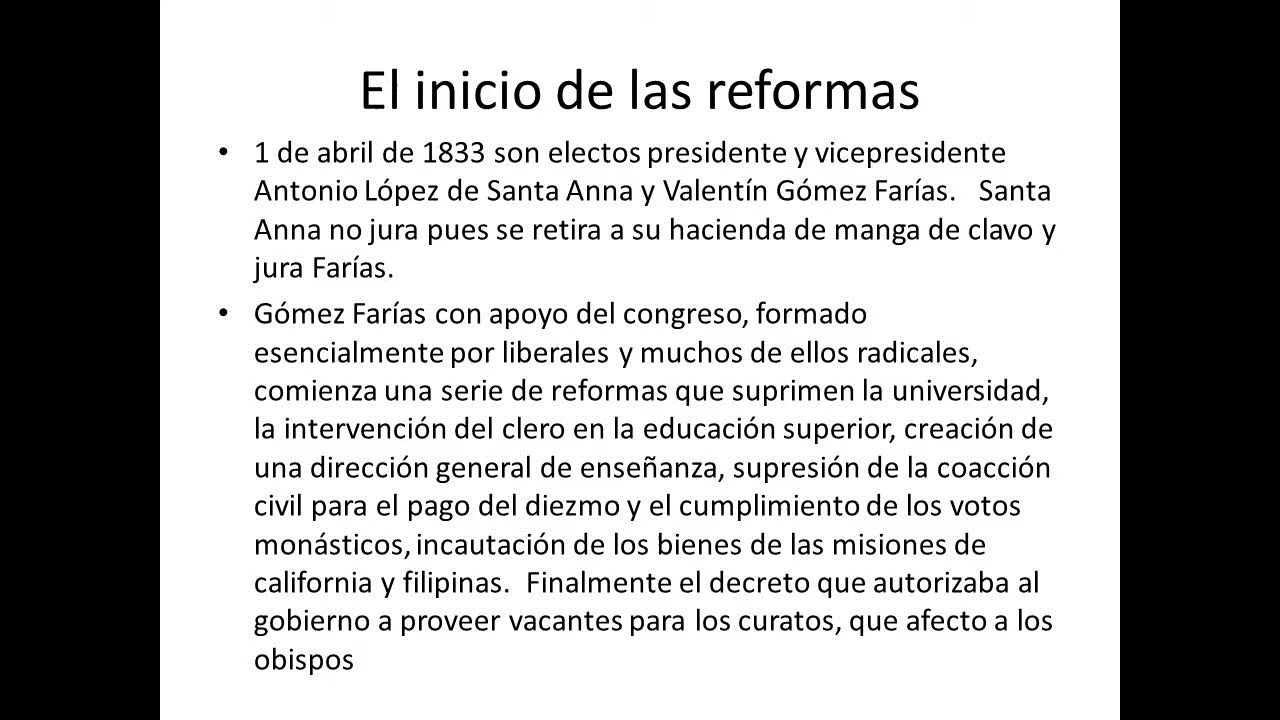 El inicio de las reformas
• 1 de abril de 1833 son electos presidente y vicepresidente
Antonio López de Santa Anna y Valentín Gómez Farías. Santa
Anna no jura pues se retira a su hacienda de manga de clavo y
jura Farías.
• Gómez Farías con apoyo del congreso, formado
esencialmente por liberales y muchos de ellos radicales,
comienza una serie de reformas que suprimen la universidad,
la intervención del clero en la educación superior, creación de
una dirección general de enseñanza, supresión de la coacción
civil para el pago del diezmo y el cumplimiento de los votos
monásticos, incautación de los bienes de las misiones de
california y filipinas. Finalmente el decreto que autorizaba al
gobierno a proveer vacantes para los curatos, que afecto a los
obispos